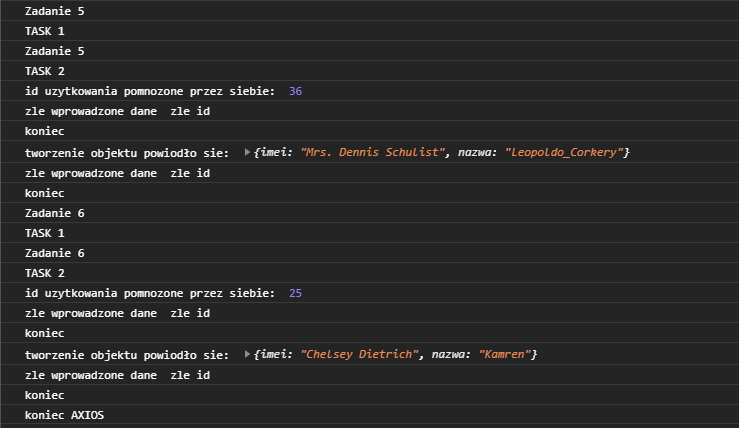 Zadanie 5
TASK 1
Zadanie 5
TASK 2
id uzytkowania pomnozone przez siebie: 36
zle wprowadzone dane zle id
koniec
tworzenie objektu powiodło sie: {imei: "Mrs. Dennis Schulist", nazwa: "Leopoldo_Corkery"}
zle wprowadzone dane zle id
koniec
Zadanie 6
TASK 1
Zadanie 6
TASK 2
id uzytkowania pomnozone przez siebie: 25
zle wprowadzone dane zle id
koniec
tworzenie objektu powiodło sie: {imei: "Chelsey Dietrich", nazwa: "Kamren"}
zle wprowadzone dane zle id
koniec
koniec AXIOS